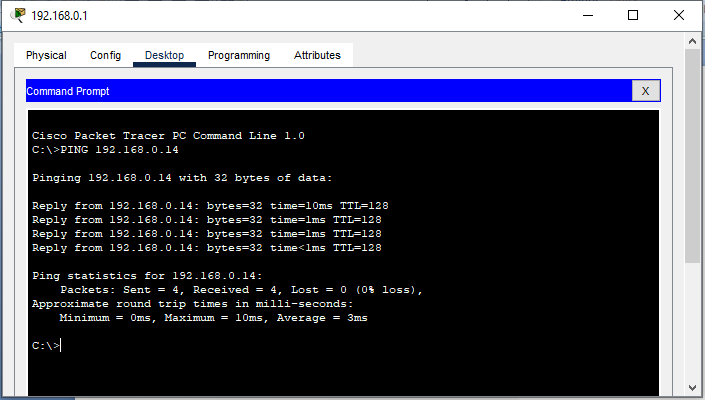 192.168.0.1
Physical Config Desktop Programming Attributes
Command Prompt X
Cisco Packet Tracer PC Command Line 1.0
C:\>PING 192.168.0.14
Pinging 192.168.0.14 with 32 bytes of data:
Reply from 192.168.0.14: bytes=32 time=10ms TTL=128
Reply from 192.168.0.14: bytes=32 time=1ms TTL=128
Reply from 192.168.0.14: bytes=32 time=1ms TTL=128
Reply from 192.168.0.14: bytes=32 time<1ms TTL=128
Ping statistics for 192.168.0.14:
Packets: Sent = 4, Received = 4, Lost = 0 (0% loss),
Approximate round trip times in milli-seconds:
Minimum = 0ms, Maximum = 10ms, Average = 3ms
C:\>